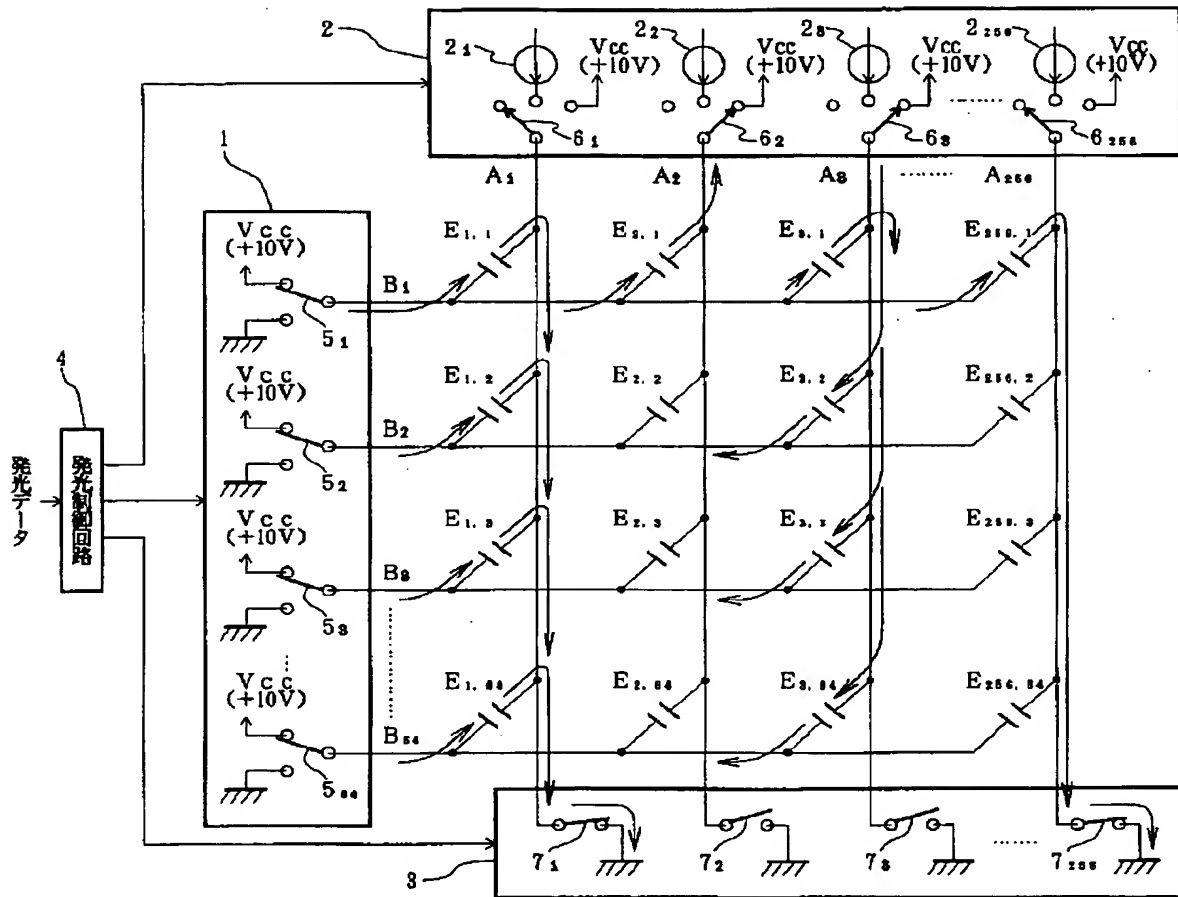 2
2₁
Vcc
(+10V)
2₂
Vcc
(+10V)
2₃
Vcc
(+10V)
2₂₅₆
Vcc
(+10V)
6₁
6₂
6₃
6₂₅₆
1
A₁
A₂
A₃
A₂₅₆
Vcc
(+10V)
B₁
5₁
E₁,₁
E₂,₁
E₃,₁
E₂₅₆,₁
4
発光データ
発光制御回路
Vcc
(+10V)
B₂
5₂
E₁,₂
E₂,₂
E₃,₂
E₂₅₆,₂
Vcc
(+10V)
B₃
5₃
E₁,₃
E₂,₃
E₃,₃
E₂₅₆,₃
Vcc
(+10V)
B₆₄
5₆₄
E₁,₆₄
E₂,₆₄
E₃,₆₄
E₂₅₆,₆₄
3
7₁
7₂
7₃
7₂₅₆